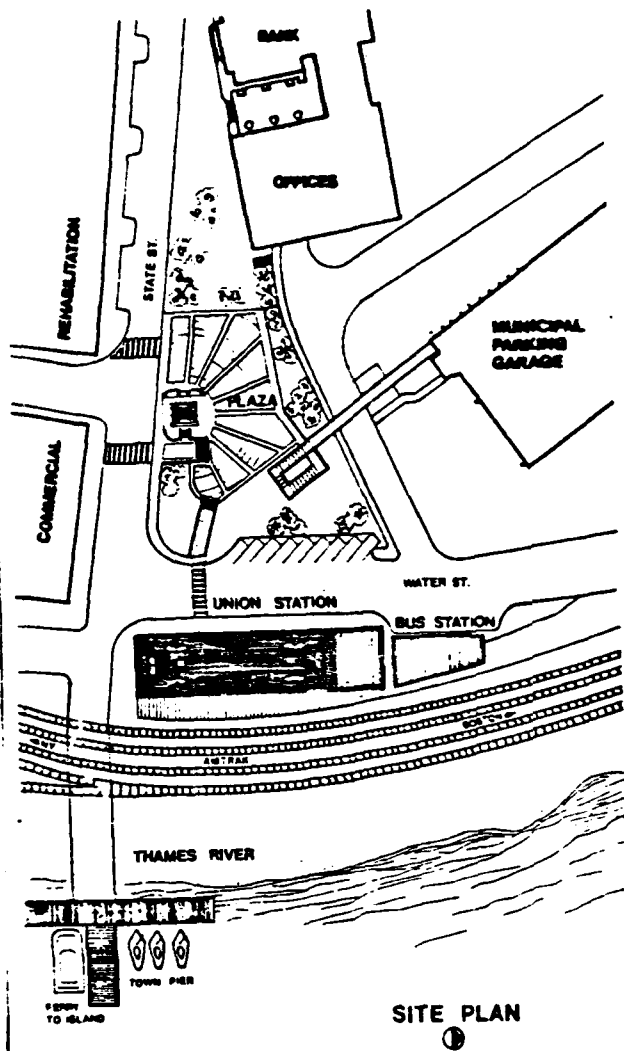 BANK
OFFICES
REHABILITATION
STATE ST.
MUNICIPAL
PARKING
GARAGE
PLAZA
COMMERCIAL
WATER ST.
UNION STATION
BUS STATION
BOSTON
AMTRAK
THAMES RIVER
TOWN PIER
FERRY
TO ISLAND
SITE PLAN